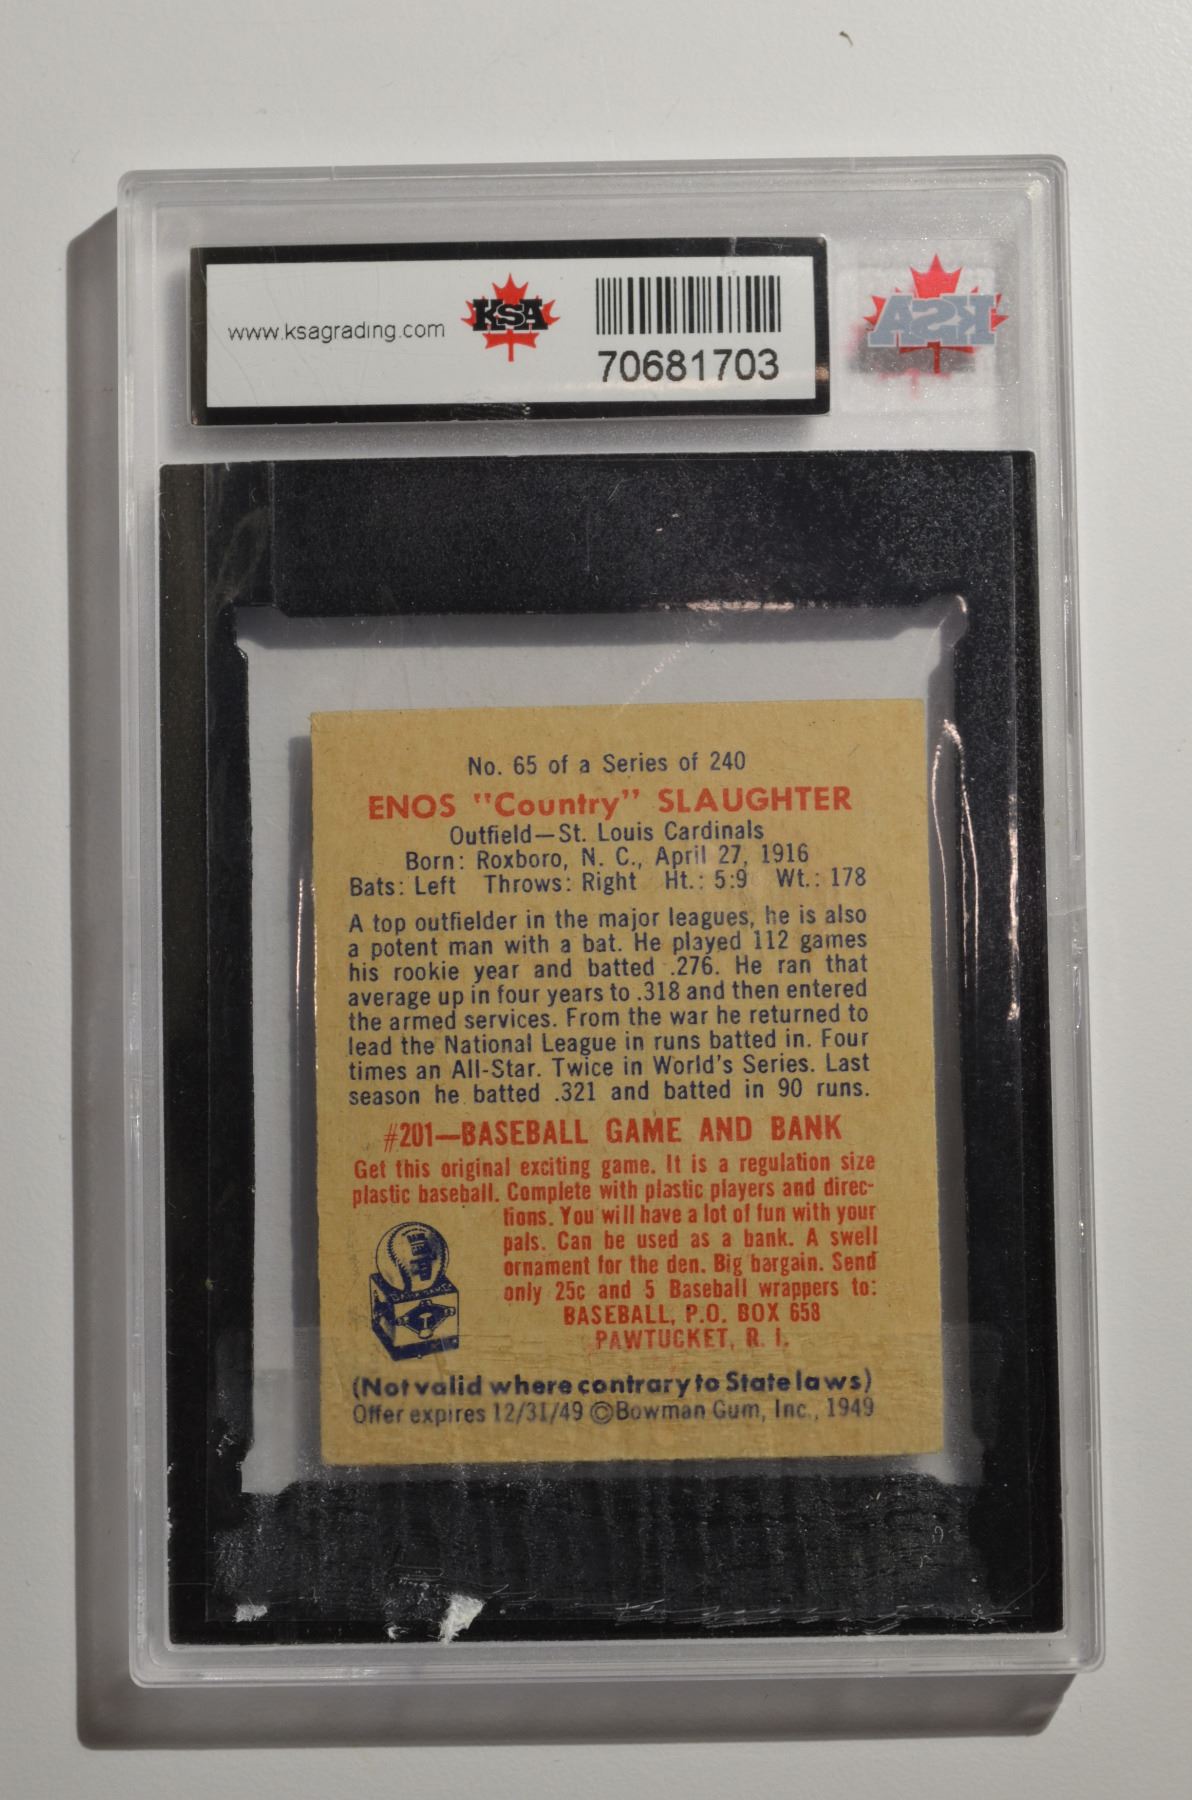 www.ksagrading.com
KSA
70681703
KSA
No. 65 of a Series of 240
ENOS "Country" SLAUGHTER
Outfield—St. Louis Cardinals
Born: Roxboro, N. C., April 27, 1916
Bats: Left Throws: Right Ht.: 5:9 Wt.: 178
A top outfielder in the major leagues, he is also
a potent man with a bat. He played 112 games
his rookie year and batted .276. He ran that
average up in four years to .318 and then entered
the armed services. From the war he returned to
lead the National League in runs batted in. Four
times an All-Star. Twice in World's Series. Last
season he batted .321 and batted in 90 runs.
#201—BASEBALL GAME AND BANK
Get this original exciting game. It is a regulation size
plastic baseball. Complete with plastic players and direc-
tions. You will have a lot of fun with your
pals. Can be used as a bank. A swell
ornament for the den. Big bargain. Send
only 25c and 5 Baseball wrappers to:
BASEBALL, P.O. BOX 658
PAWTUCKET, R. I.
(Not valid where contrary to State laws)
Offer expires 12/31/49 ©Bowman Gum, Inc., 1949